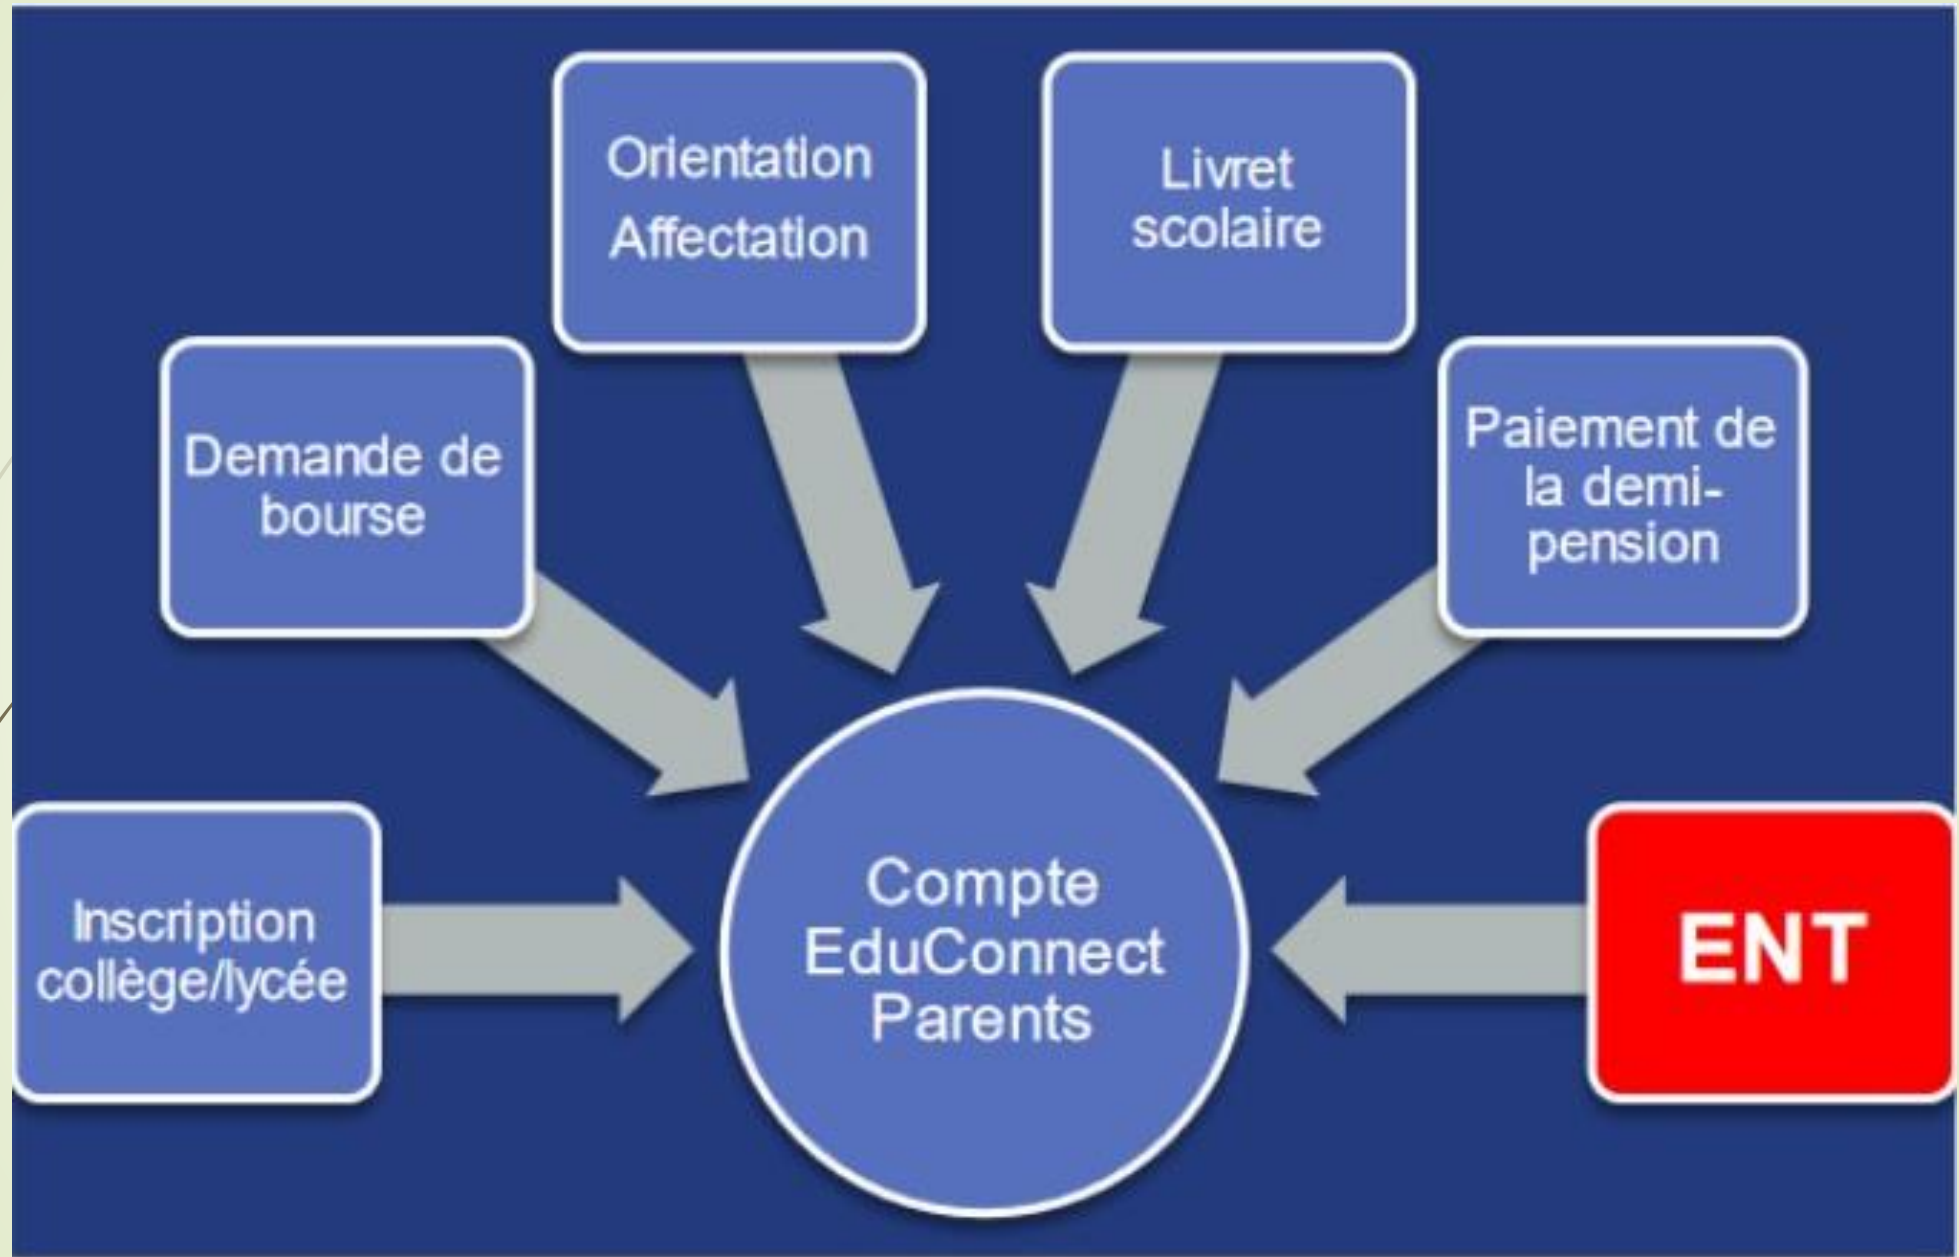 Orientation
Affectation
Livret
scolaire
Demande de
bourse
Paiement de
la demi-
pension
Inscription
collège/lycée
Compte
EduConnect
Parents
ENT